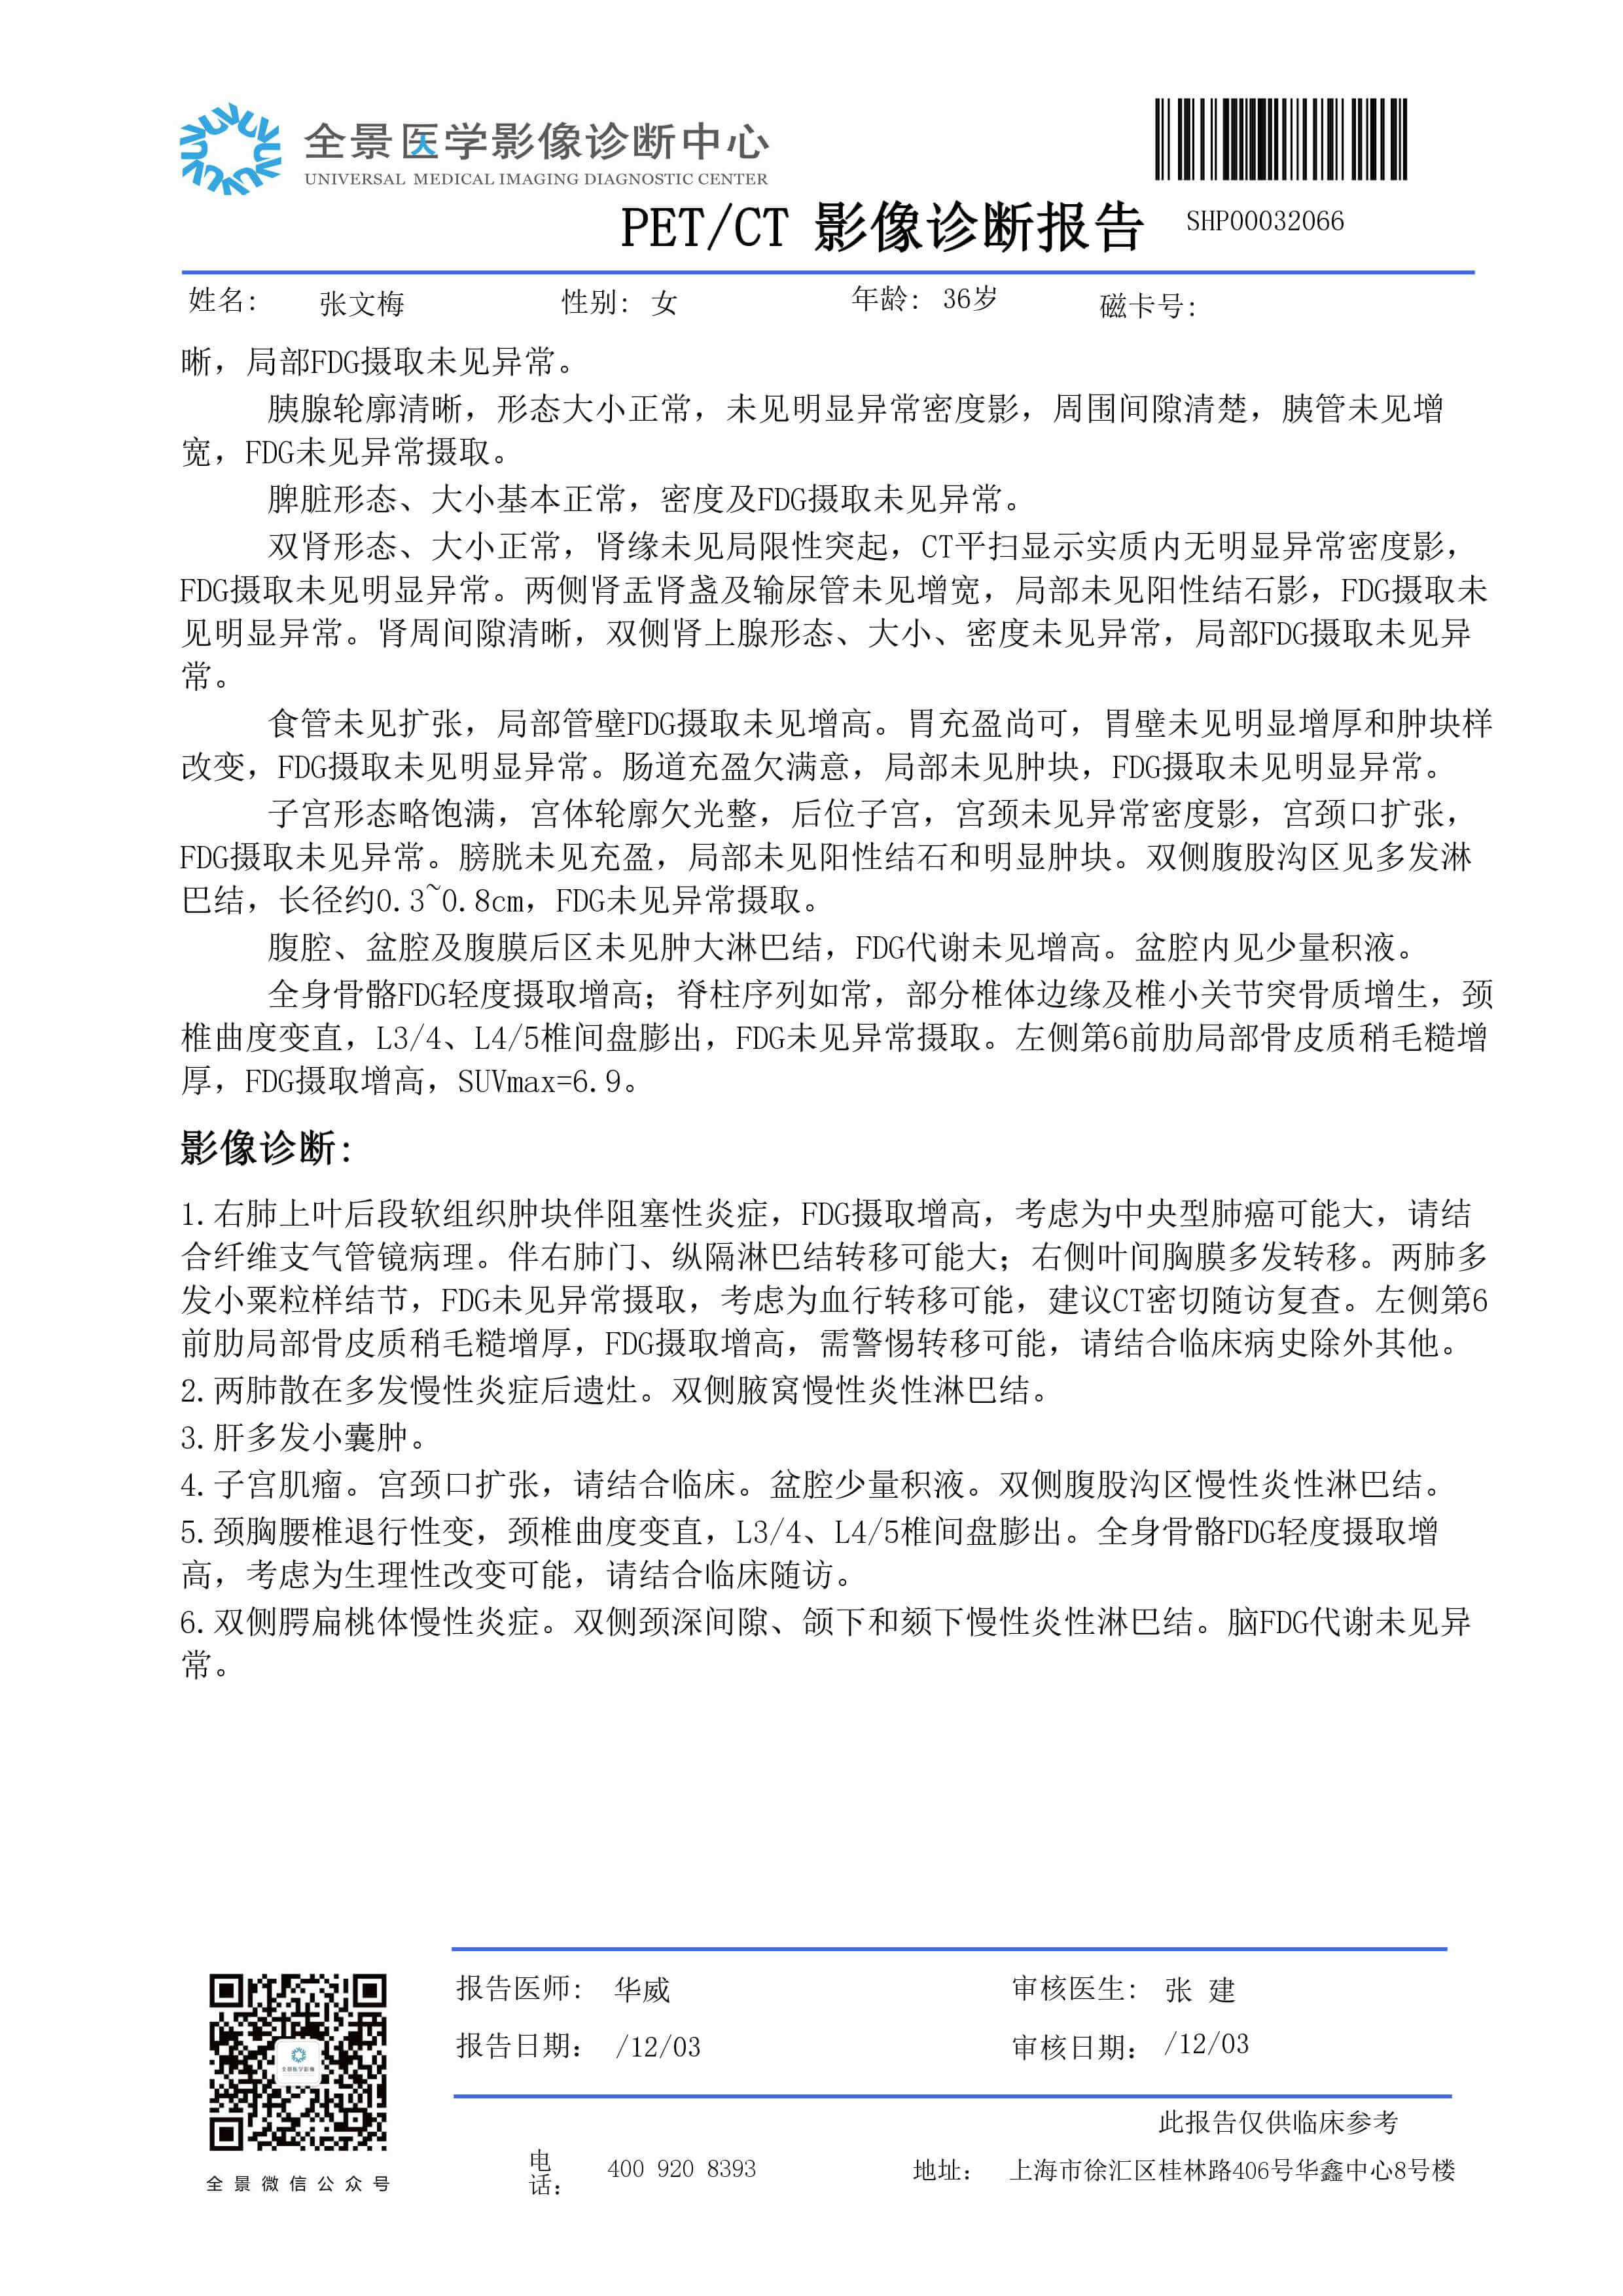 全景医学影像诊断中心
UNIVERSAL MEDICAL IMAGING DIAGNOSTIC CENTER
PET/CT 影像诊断报告
SHP00032066
姓名: 张文梅 性别: 女 年龄: 36岁 磁卡号:
晰，局部FDG摄取未见异常。
胰腺轮廓清晰，形态大小正常，未见明显异常密度影，周围间隙清楚，胰管未见增
宽，FDG未见异常摄取。
脾脏形态、大小基本正常，密度及FDG摄取未见异常。
双肾形态、大小正常，肾缘未见局限性突起，CT平扫显示实质内无明显异常密度影，
FDG摄取未见明显异常。两侧肾盂肾盏及输尿管未见增宽，局部未见阳性结石影，FDG摄取未
见明显异常。肾周间隙清晰，双侧肾上腺形态、大小、密度未见异常，局部FDG摄取未见异
常。
食管未见扩张，局部管壁FDG摄取未见增高。胃充盈尚可，胃壁未见明显增厚和肿块样
改变，FDG摄取未见明显异常。肠道充盈欠满意，局部未见肿块，FDG摄取未见明显异常。
子宫形态略饱满，宫体轮廓欠光整，后位子宫，宫颈未见异常密度影，宫颈口扩张，
FDG摄取未见异常。膀胱未见充盈，局部未见阳性结石和明显肿块。双侧腹股沟区见多发淋
巴结，长径约0.3~0.8cm，FDG未见异常摄取。
腹腔、盆腔及腹膜后区未见肿大淋巴结，FDG代谢未见增高。盆腔内见少量积液。
全身骨骼FDG轻度摄取增高；脊柱序列如常，部分椎体边缘及椎小关节突骨质增生，颈
椎曲度变直，L3/4、L4/5椎间盘膨出，FDG未见异常摄取。左侧第6前肋局部骨皮质稍毛糙增
厚，FDG摄取增高，SUVmax=6.9。
影像诊断:
1.右肺上叶后段软组织肿块伴阻塞性炎症，FDG摄取增高，考虑为中央型肺癌可能大，请结
合纤维支气管镜病理。伴右肺门、纵隔淋巴结转移可能大；右侧叶间胸膜多发转移。两肺多
发小粟粒样结节，FDG未见异常摄取，考虑为血行转移可能，建议CT密切随访复查。左侧第6
前肋局部骨皮质稍毛糙增厚，FDG摄取增高，需警惕转移可能，请结合临床病史除外其他。
2.两肺散在多发慢性炎症后遗灶。双侧腋窝慢性炎性淋巴结。
3.肝多发小囊肿。
4.子宫肌瘤。宫颈口扩张，请结合临床。盆腔少量积液。双侧腹股沟区慢性炎性淋巴结。
5.颈胸腰椎退行性变，颈椎曲度变直，L3/4、L4/5椎间盘膨出。全身骨骼FDG轻度摄取增
高，考虑为生理性改变可能，请结合临床随访。
6.双侧腭扁桃体慢性炎症。双侧颈深间隙、颌下和颏下慢性炎性淋巴结。脑FDG代谢未见异
常。
报告医师: 华威 审核医生: 张 建
报告日期: /12/03 审核日期: /12/03
此报告仅供临床参考
电话: 400 920 8393 地址: 上海市徐汇区桂林路406号华鑫中心8号楼
全景医学影像
全景微信公众号